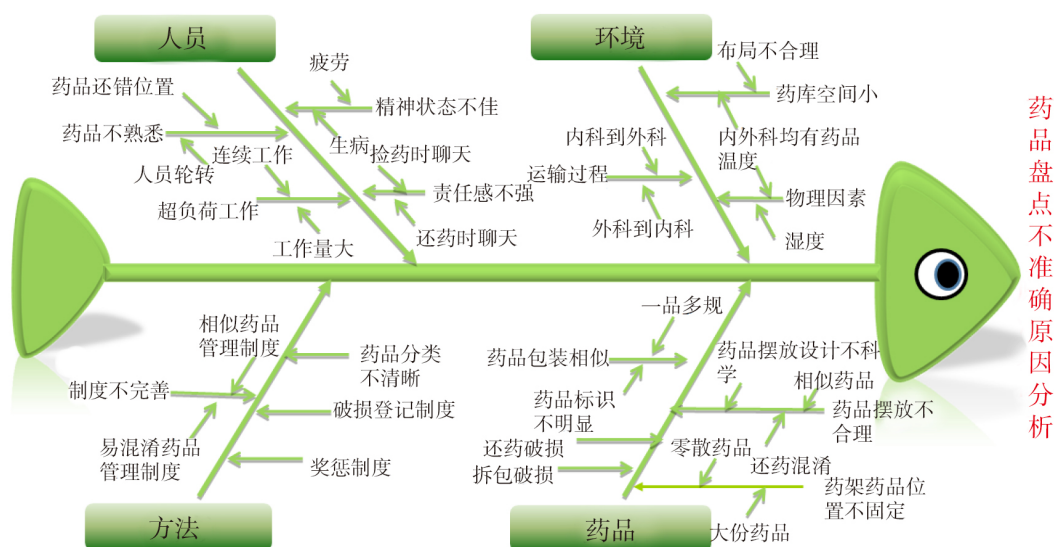 人员
环境
疲劳
布局不合理
药品还错位置
精神状态不佳
药库空间小
药品不熟悉
生病
内科到外科
内外科均有药品
连续工作
捡药时聊天
温度
人员轮转
运输过程
超负荷工作
责任感不强
物理因素
工作量大
还药时聊天
外科到内科
湿度
药品盘点不准确原因分析
相似药品
管理制度
药品分类
不清晰
制度不完善
破损登记制度
易混淆药品
管理制度
奖惩制度
方法
一品多规
药品包装相似
药品摆放设计不科
学
相似药品
药品标识
不明显
药品摆放不
合理
还药破损
零散药品
还药混淆
拆包破损
药架药品位
置不固定
大份药品
药品